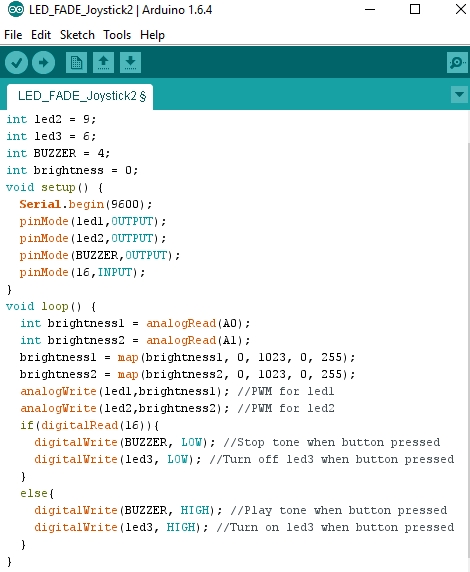 LED_FADE_Joystick2 | Arduino 1.6.4
File Edit Sketch Tools Help
LED_FADE_Joystick2 §
int led2 = 9;
int led3 = 6;
int BUZZER = 4;
int brightness = 0;
void setup() {
  Serial.begin(9600);
  pinMode(led1,OUTPUT);
  pinMode(led2,OUTPUT);
  pinMode(BUZZER,OUTPUT);
  pinMode(16,INPUT);
}
void loop() {
  int brightness1 = analogRead(A0);
  int brightness2 = analogRead(A1);
  brightness1 = map(brightness1, 0, 1023, 0, 255);
  brightness2 = map(brightness2, 0, 1023, 0, 255);
  analogWrite(led1,brightness1); //PWM for led1
  analogWrite(led2,brightness2); //PWM for led2
  if(digitalRead(16)){
    digitalWrite(BUZZER, LOW); //Stop tone when button pressed
    digitalWrite(led3, LOW); //Turn off led3 when button pressed
  }
  else{
    digitalWrite(BUZZER, HIGH); //Play tone when button pressed
    digitalWrite(led3, HIGH); //Turn on led3 when button pressed
  }
}